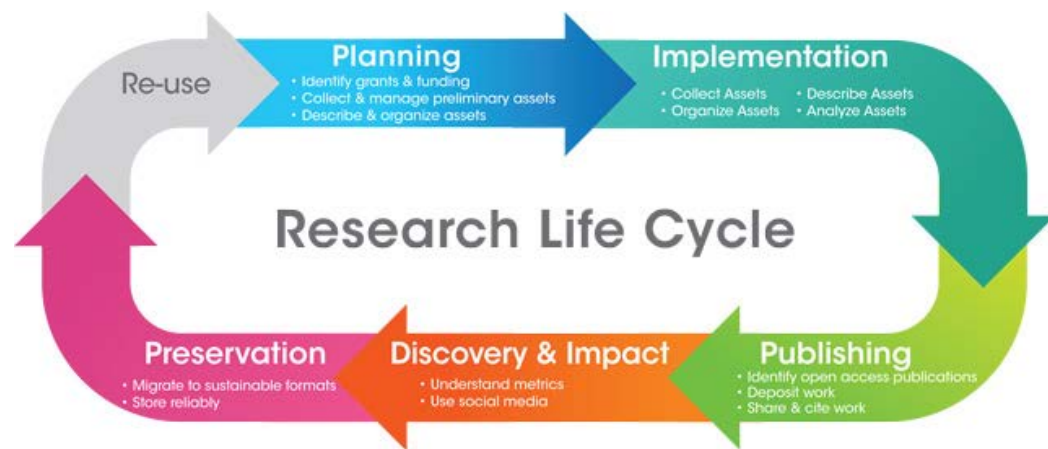 Re-use
Planning
• Identify grants & funding
• Collect & manage preliminary assets
• Describe & organize assets
Implementation
• Collect Assets • Describe Assets
• Organize Assets • Analyze Assets
Research Life Cycle
Preservation
• Migrate to sustainable formats
• Store reliably
Discovery & Impact
• Understand metrics
• Use social media
Publishing
• Identify open access publications
• Deposit work
• Share & cite work